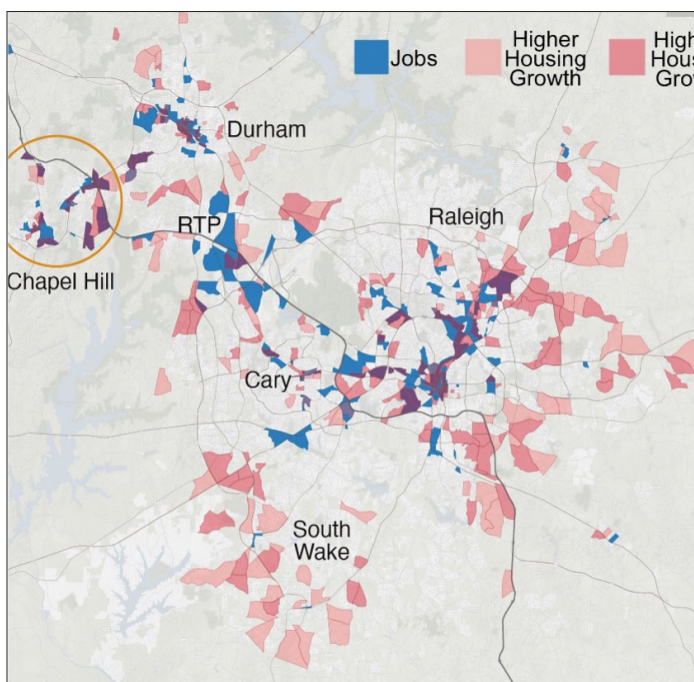 Jobs
Higher
Housing
Growth
Durham
RTP
Raleigh
Chapel Hill
Cary
South
Wake